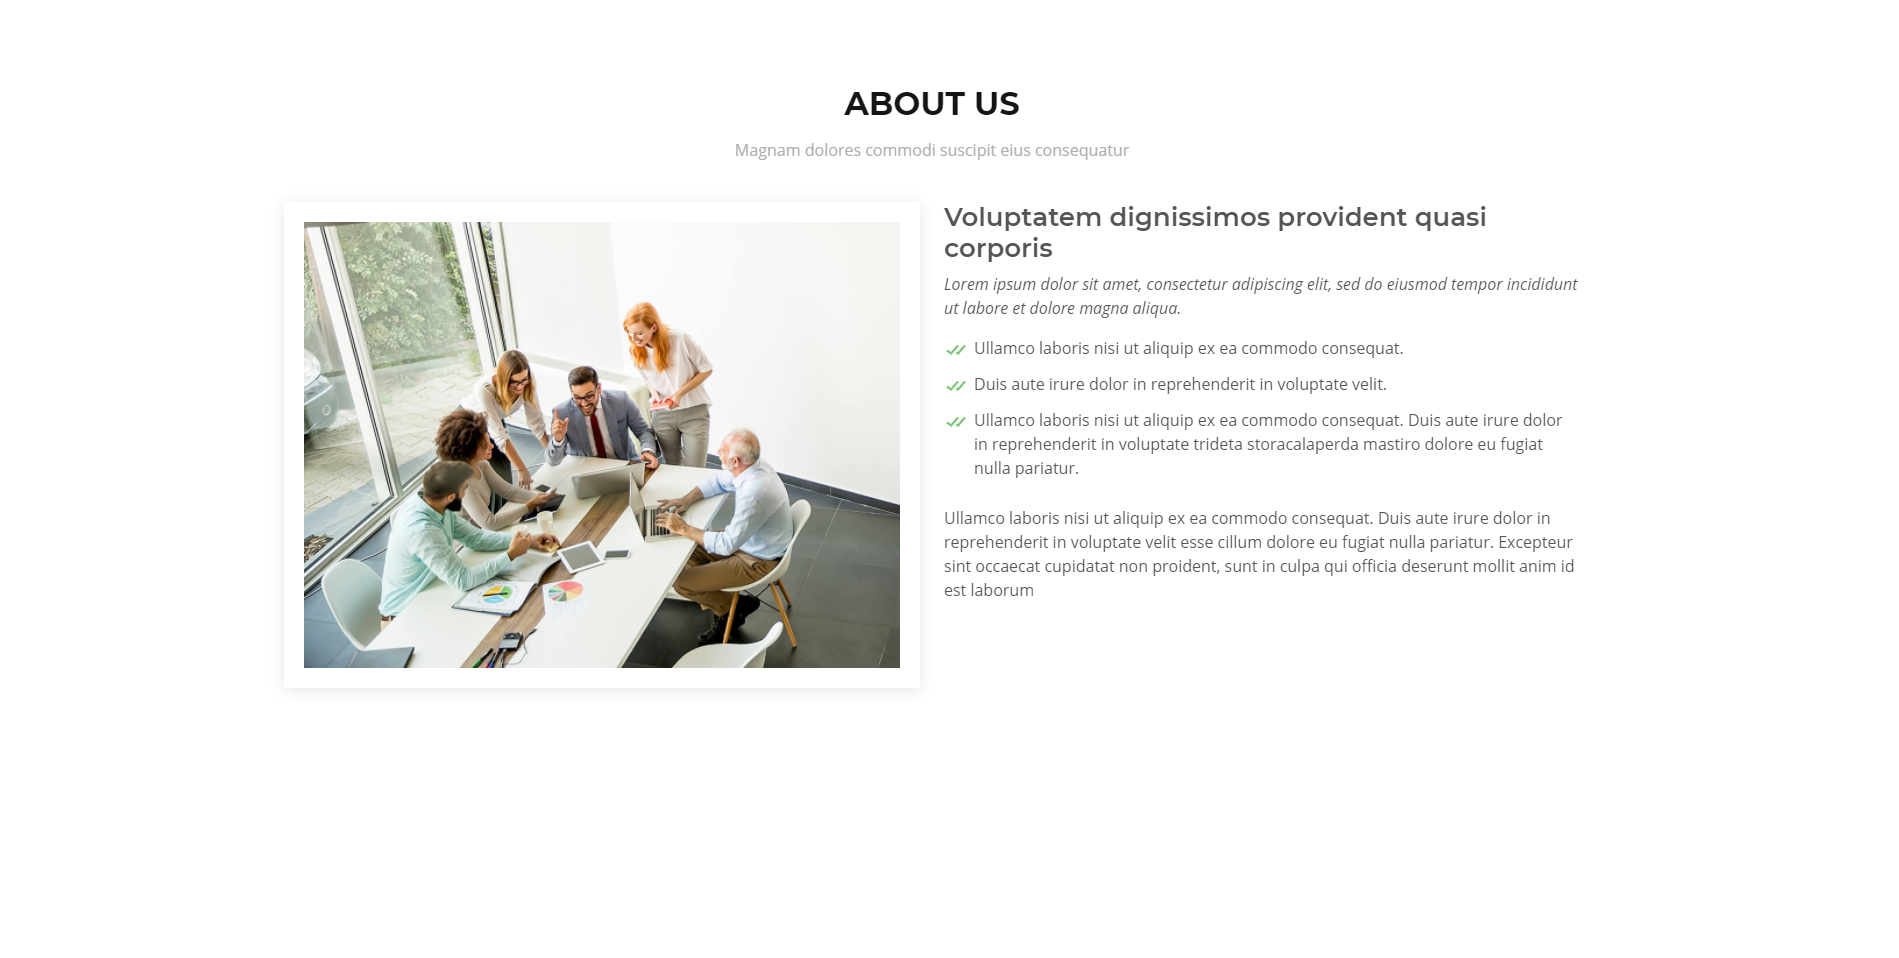 ABOUT US
Magnam dolores commodi suscipit eius consequatur
Voluptatem dignissimos provident quasi
corporis
Lorem ipsum dolor sit amet, consectetur adipiscing elit, sed do eiusmod tempor incididunt
ut labore et dolore magna aliqua.
Ullamco laboris nisi ut aliquip ex ea commodo consequat.
Duis aute irure dolor in reprehenderit in voluptate velit.
Ullamco laboris nisi ut aliquip ex ea commodo consequat. Duis aute irure dolor
in reprehenderit in voluptate trideta storacalaperda mastiro dolore eu fugiat
nulla pariatur.
Ullamco laboris nisi ut aliquip ex ea commodo consequat. Duis aute irure dolor in
reprehenderit in voluptate velit esse cillum dolore eu fugiat nulla pariatur. Excepteur
sint occaecat cupidatat non proident, sunt in culpa qui officia deserunt mollit anim id
est laborum